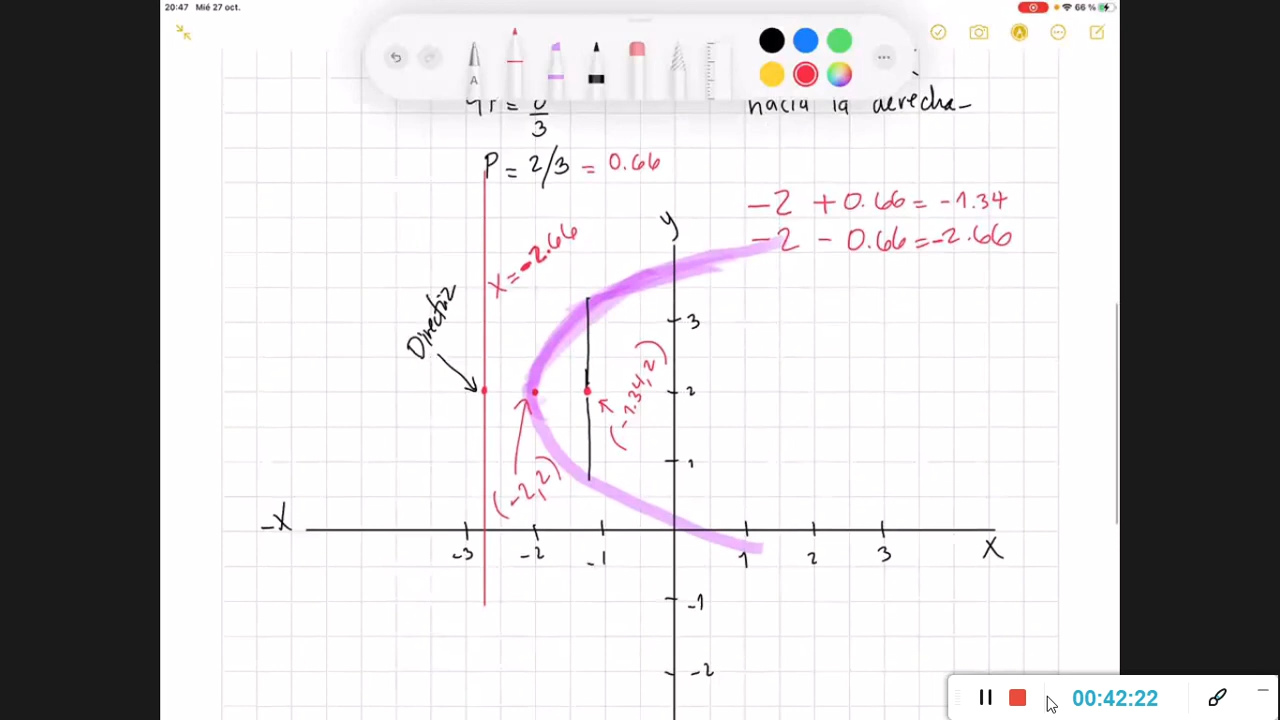 20:47 Mié 27 oct.
66 %
A
hacia la derecha
3
P = 2/3 = 0.66
-2 + 0.66 = -1.34
-2 - 0.66 = -2.66
y
X = -2.66
Directriz
3
(-1.34, 2)
2
1
(-2, 2)
-X
-3
-2
-1
1
2
3
X
-1
-2
00:42:22